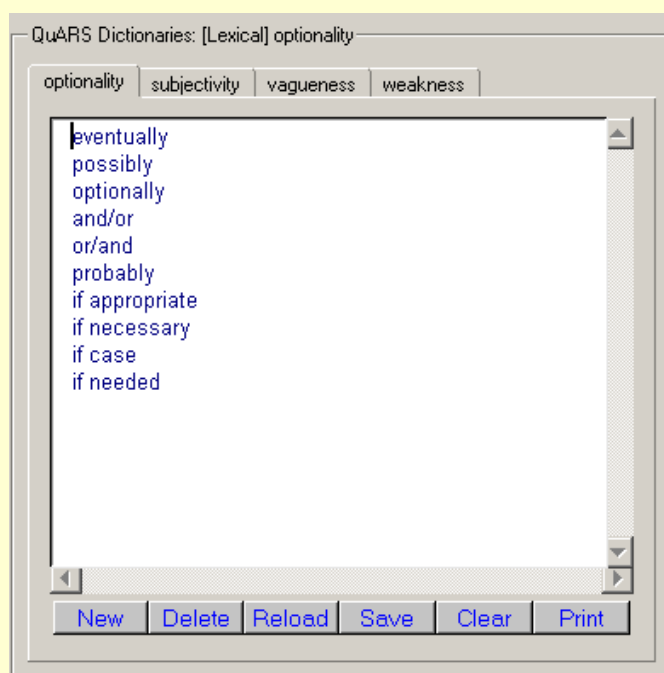 QuARS Dictionaries: [Lexical] optionality
optionality subjectivity vagueness weakness
eventually
possibly
optionally
and/or
or/and
probably
if appropriate
if necessary
if case
if needed
New Delete Reload Save Clear Print